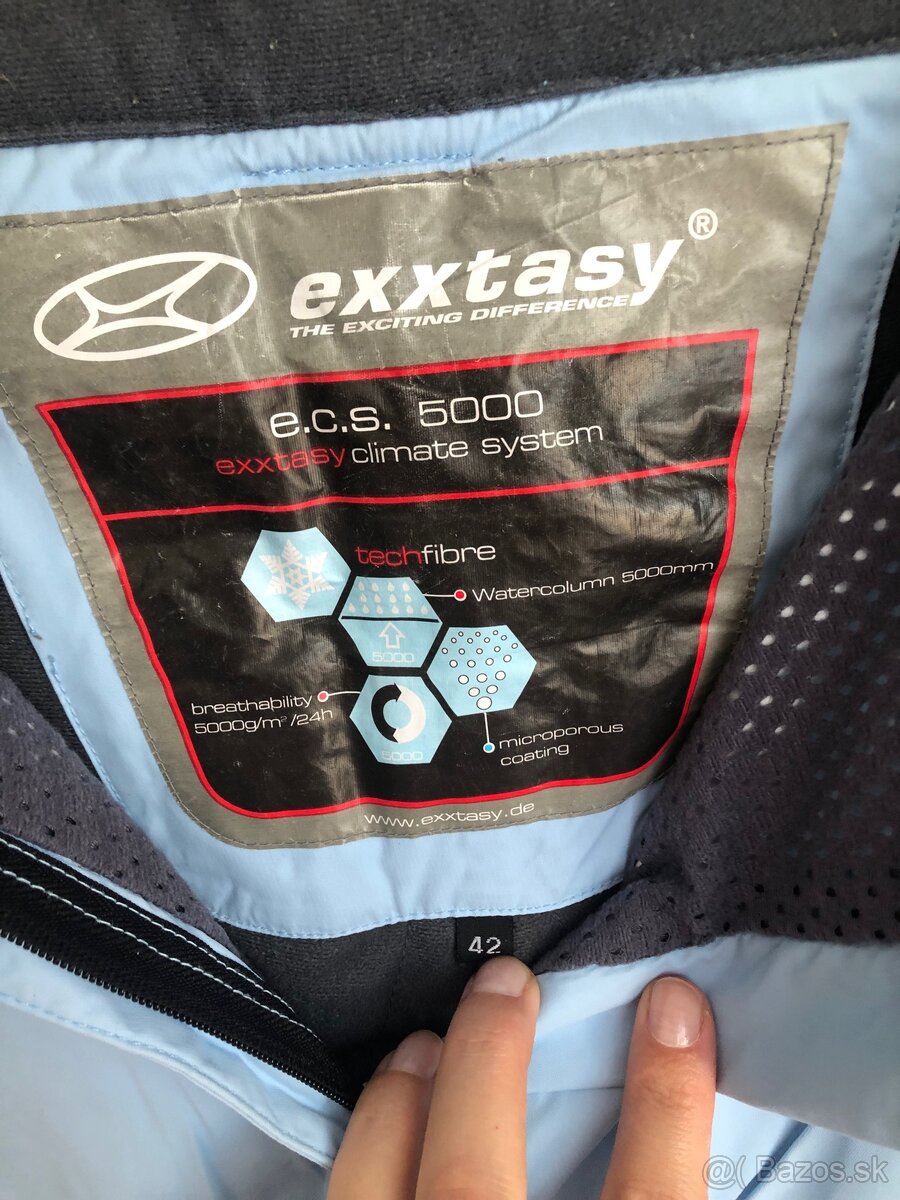 exxtasy®
THE EXCITING DIFFERENCE
e.c.s. 5000
exxtasy climate system
techfibre
Watercolumn 5000mm
5000
breathability
5000g/m²/24h
5000
microporous
coating
www.exxtasy.de
42
@( Bazos.sk